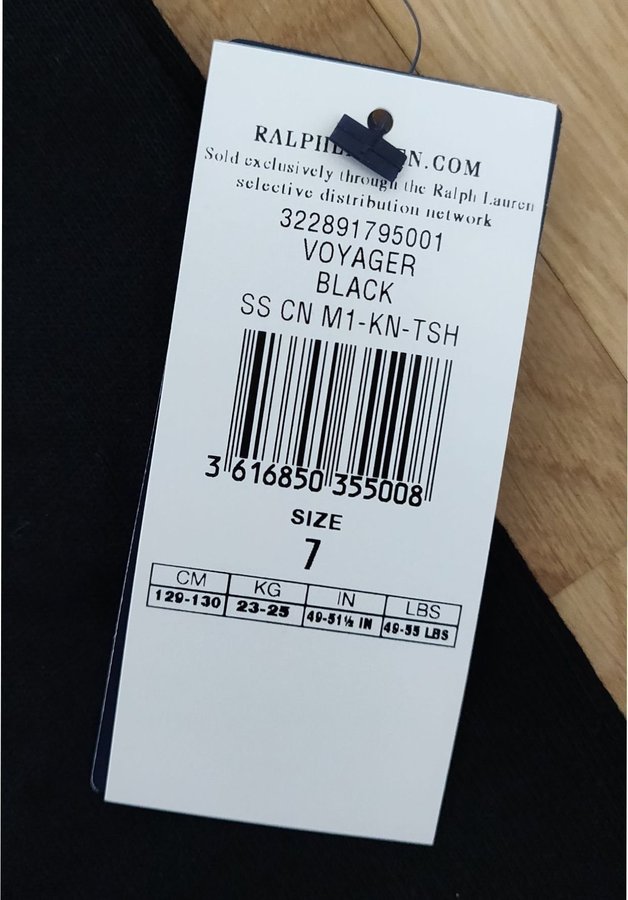 Sold exclusively through the Ralph Lauren
selective distribution network
322891795001
VOYAGER
BLACK
SS CN M1-KN-TSH
3 616850 355008
SIZE
7
CM KG IN LBS
129-130 23-25 49-51½ IN 49-55 LBS